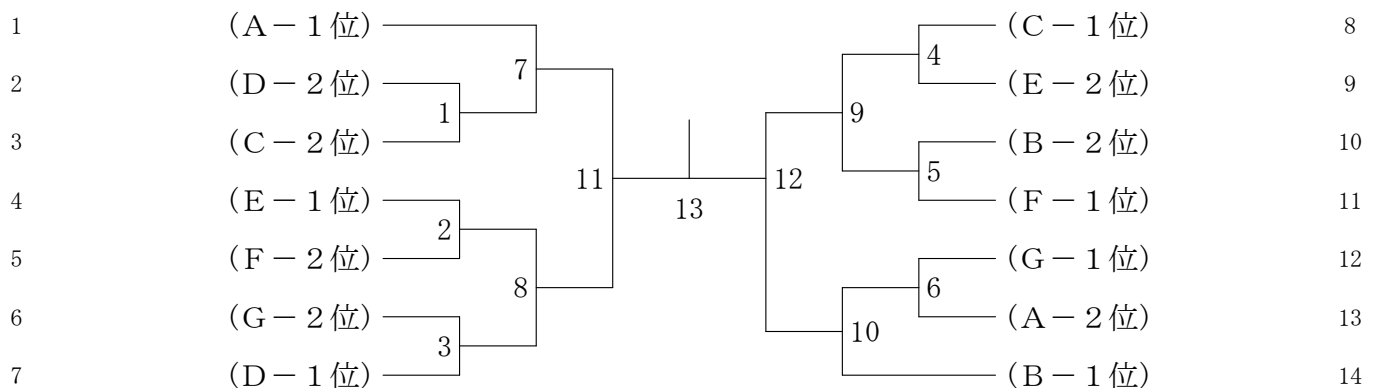 1 (A－1位) (C－1位) 8
7 4
2 (D－2位) (E－2位) 9
1 9
3 (C－2位) (B－2位) 10
11 12 5
4 (E－1位) 13 (F－1位) 11
2
5 (F－2位) (G－1位) 12
8 6
6 (G－2位) (A－2位) 13
3 10
7 (D－1位) (B－1位) 14